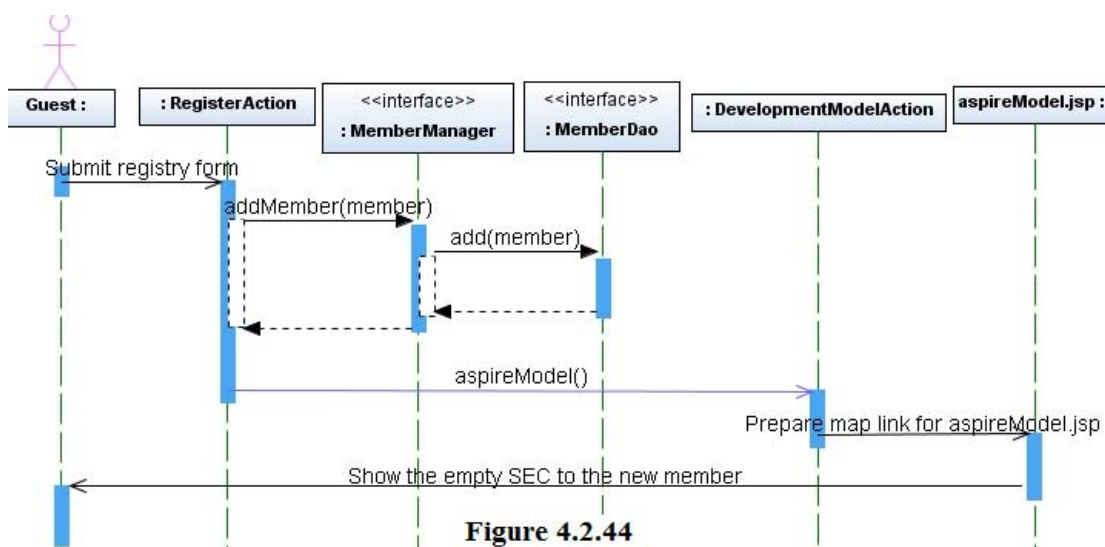 Guest :
: RegisterAction
<<interface>>
: MemberManager
<<interface>>
: MemberDao
: DevelopmentModelAction
aspireModel.jsp :
Submit registry form
addMember(member)
add(member)
aspireModel()
Prepare map link for aspireModel.jsp
Show the empty SEC to the new member
Figure 4.2.44